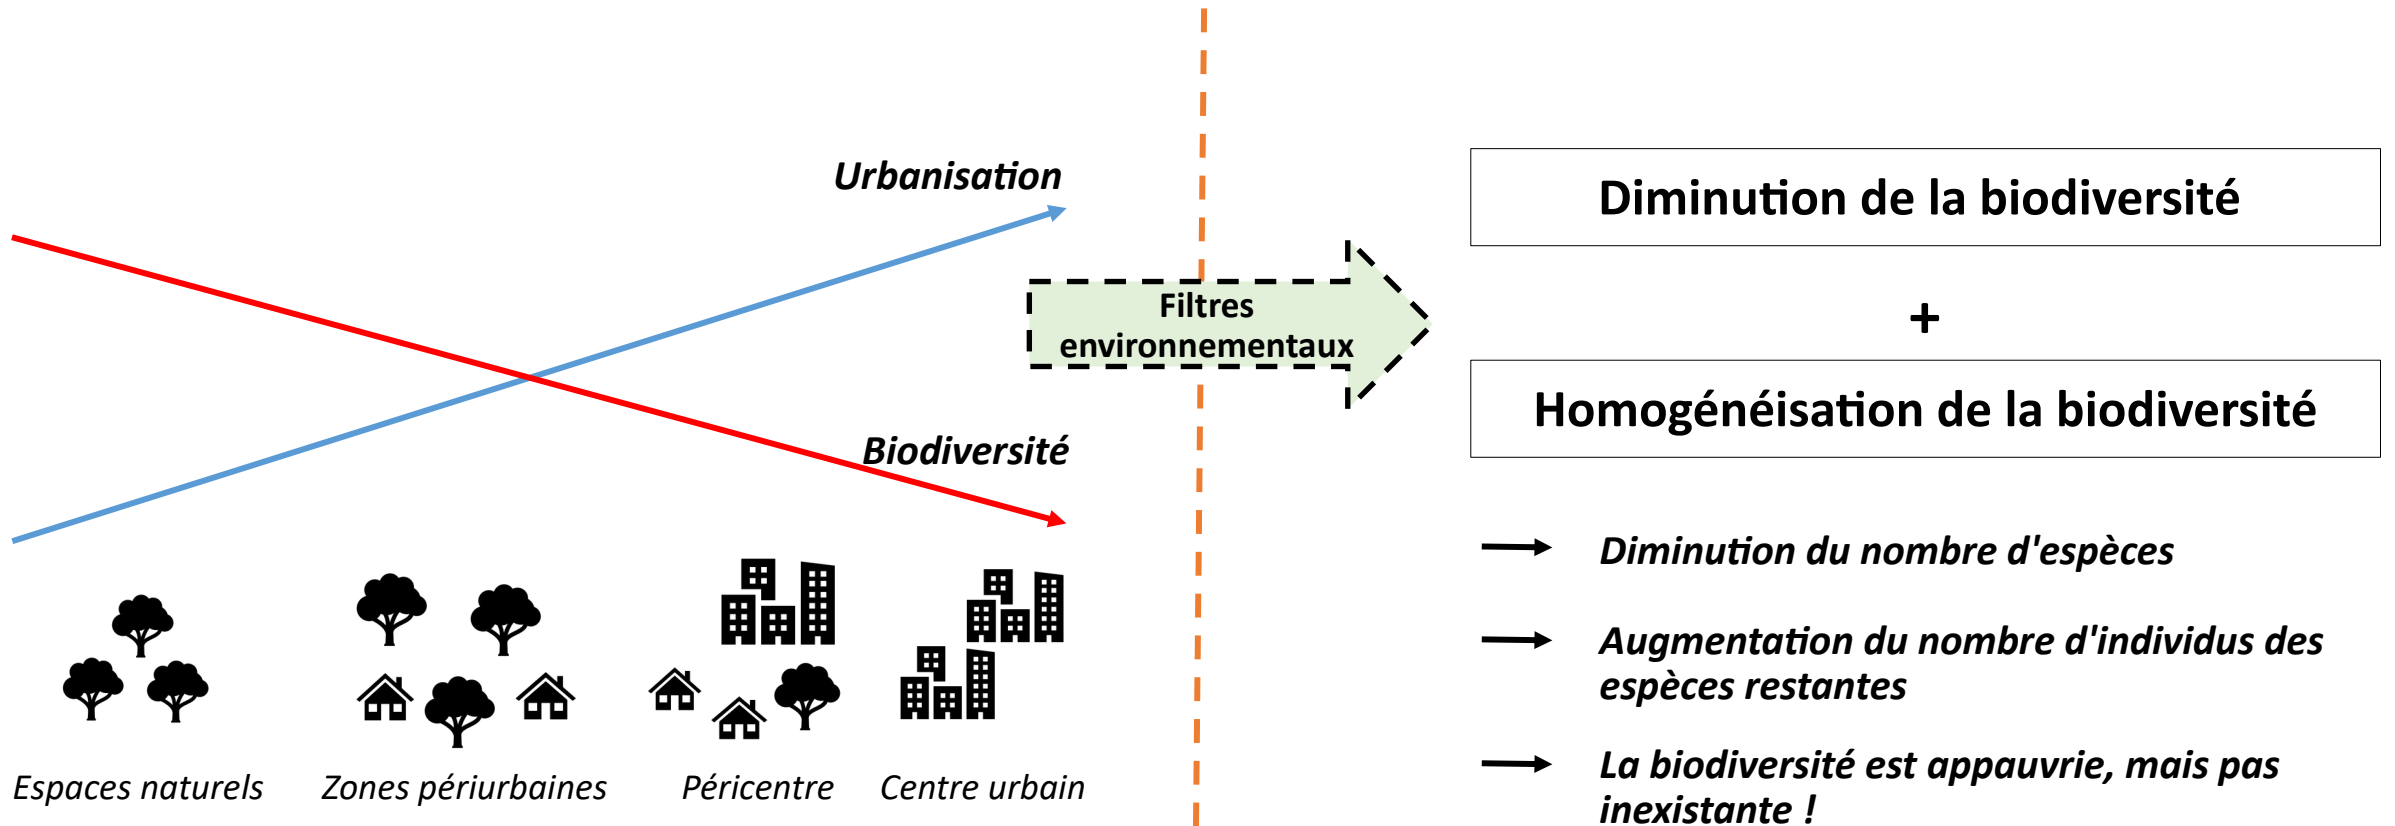 Urbanisation
Biodiversité
Espaces naturels
Zones périurbaines
Péricentre
Centre urbain
Filtres
environnementaux
Diminution de la biodiversité
+
Homogénéisation de la biodiversité
Diminution du nombre d'espèces
Augmentation du nombre d'individus des
espèces restantes
La biodiversité est appauvrie, mais pas
inexistante !